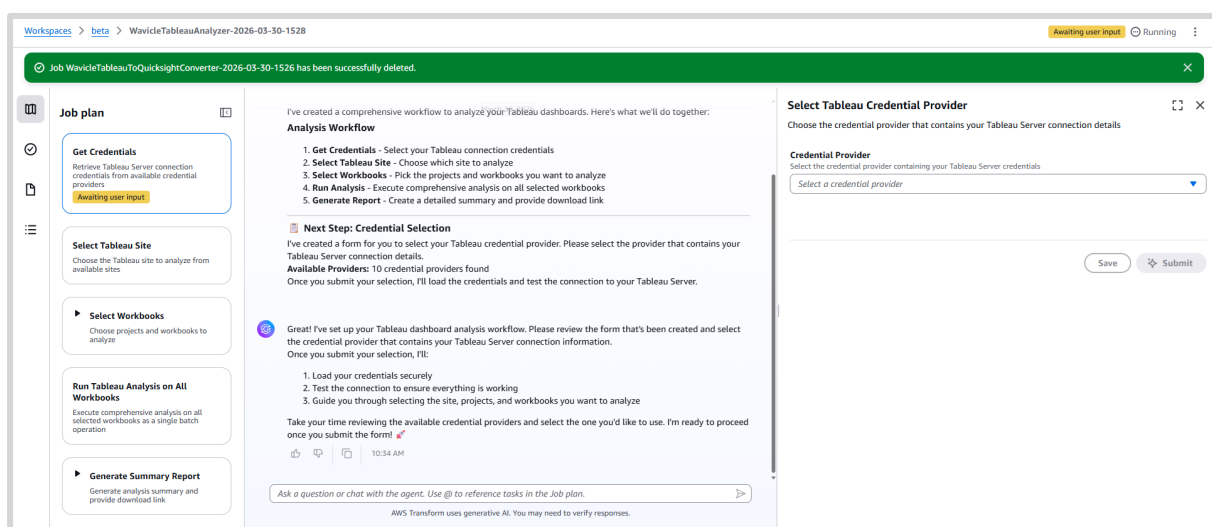 Workspaces > beta > WavicleTableauAnalyzer-2026-03-30-1528
Awaiting user input
Running
Job WavicleTableauToQuicksightConverter-2026-03-30-1526 has been successfully deleted.
Job plan
Get Credentials
Retrieve Tableau Server connection
credentials from available credential
providers
Awaiting user input
Select Tableau Site
Choose the Tableau site to analyze from
available sites
Select Workbooks
Choose projects and workbooks to
analyze
Run Tableau Analysis on All
Workbooks
Execute comprehensive analysis on all
selected workbooks as a single batch
operation
Generate Summary Report
Generate analysis summary and
provide download link
I've created a comprehensive workflow to analyze your Tableau dashboards. Here's what we'll do together:
Analysis Workflow
1. Get Credentials - Select your Tableau connection credentials
2. Select Tableau Site - Choose which site to analyze
3. Select Workbooks - Pick the projects and workbooks you want to analyze
4. Run Analysis - Execute comprehensive analysis on all selected workbooks
5. Generate Report - Create a detailed summary and provide download link
Next Step: Credential Selection
I've created a form for you to select your Tableau credential provider. Please select the provider that contains your
Tableau Server connection details.
Available Providers: 10 credential providers found
Once you submit your selection, I'll load the credentials and test the connection to your Tableau Server.
Great! I've set up your Tableau dashboard analysis workflow. Please review the form that's been created and select
the credential provider that contains your Tableau Server connection information.
Once you submit your selection, I'll:
1. Load your credentials securely
2. Test the connection to ensure everything is working
3. Guide you through selecting the site, projects, and workbooks you want to analyze
Take your time reviewing the available credential providers and select the one you'd like to use. I'm ready to proceed
once you submit the form!
10:34 AM
Ask a question or chat with the agent. Use @ to reference tasks in the Job plan.
AWS Transform uses generative AI. You may need to verify responses.
Select Tableau Credential Provider
Choose the credential provider that contains your Tableau Server connection details
Credential Provider
Select the credential provider containing your Tableau Server credentials
Select a credential provider
Save
Submit